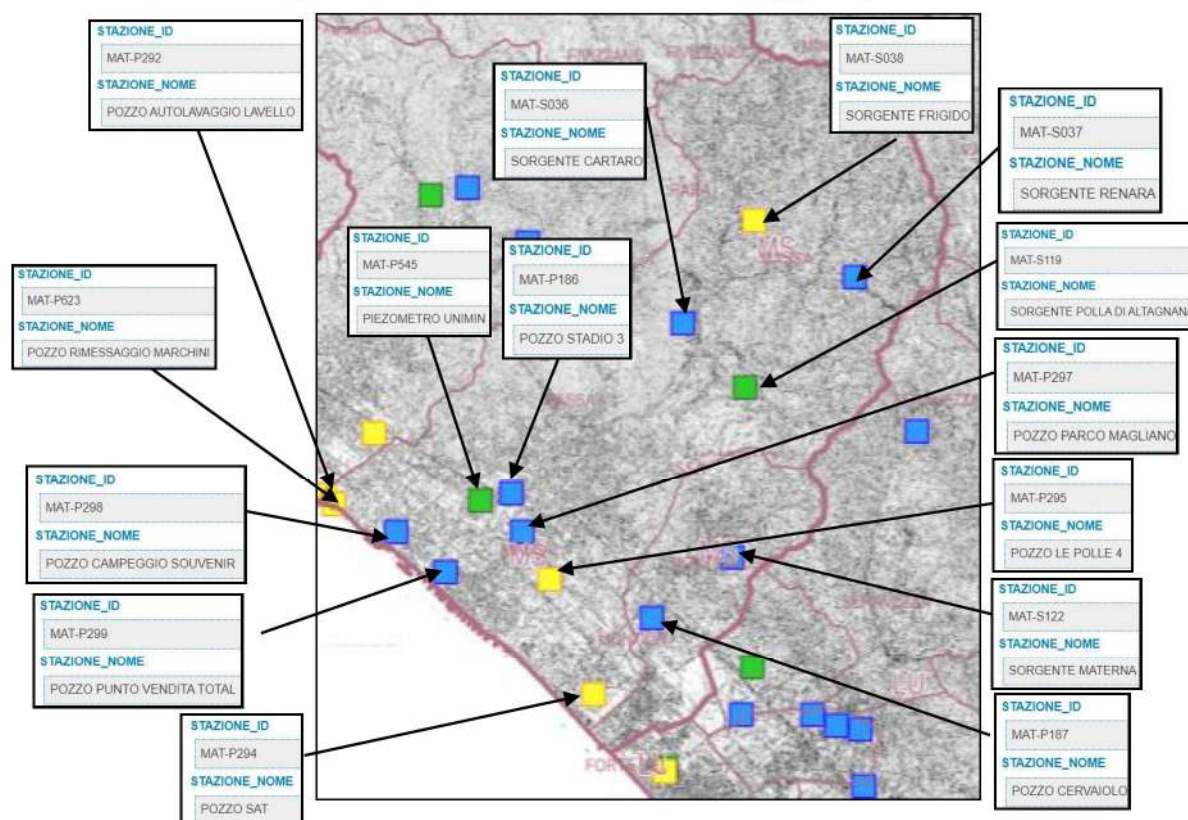 STAZIONE_ID
MAT-P292
STAZIONE_NOME
POZZO AUTOLAVAGGIO LAVELLO
STAZIONE_ID
MAT-S036
STAZIONE_NOME
SORGENTE CARTARO
STAZIONE_ID
MAT-S038
STAZIONE_NOME
SORGENTE FRIGIDO
STAZIONE_ID
MAT-S037
STAZIONE_NOME
SORGENTE RENARA
STAZIONE_ID
MAT-P545
STAZIONE_NOME
PIEZOMETRO UNIMIN
STAZIONE_ID
MAT-P186
STAZIONE_NOME
POZZO STADIO 3
STAZIONE_ID
MAT-S119
STAZIONE_NOME
SORGENTE POLLA DI ALTAGNANA
STAZIONE_ID
MAT-P623
STAZIONE_NOME
POZZO RIMESSAGGIO MARCHINI
STAZIONE_ID
MAT-P297
STAZIONE_NOME
POZZO PARCO MAGLIANO
STAZIONE_ID
MAT-P298
STAZIONE_NOME
POZZO CAMPEGGIO SOUVENIR
STAZIONE_ID
MAT-P295
STAZIONE_NOME
POZZO LE POLLE 4
STAZIONE_ID
MAT-P299
STAZIONE_NOME
POZZO PUNTO VENDITA TOTAL
STAZIONE_ID
MAT-S122
STAZIONE_NOME
SORGENTE MATERNA
STAZIONE_ID
MAT-P294
STAZIONE_NOME
POZZO SAT
STAZIONE_ID
MAT-P187
STAZIONE_NOME
POZZO CERVAIOLO
MS